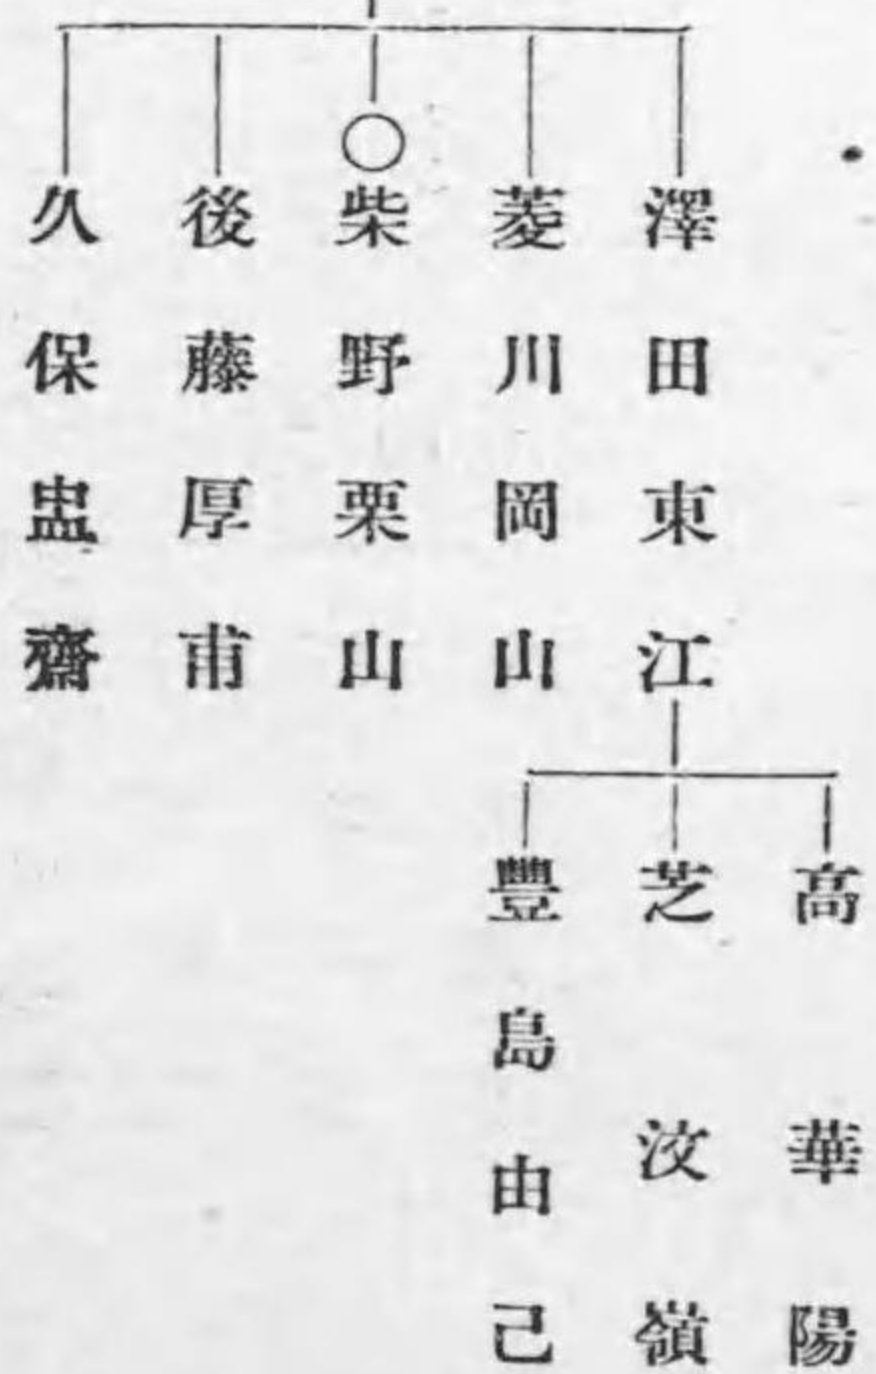 澤田東江
高華陽
芝汶嶺
豐島由己
菱川岡山
○柴野栗山
後藤厚甫
久保盅齋